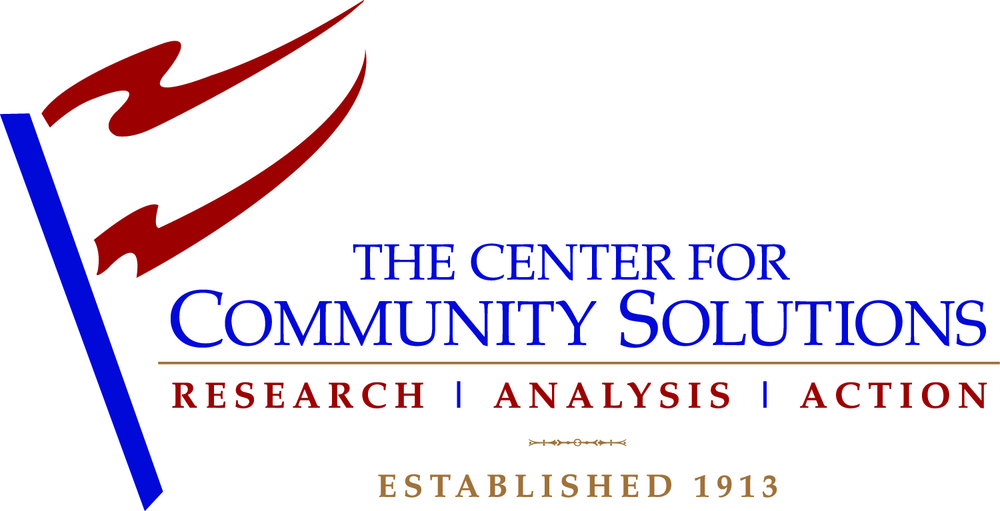 THE CENTER FOR
COMMUNITY SOLUTIONS
RESEARCH | ANALYSIS | ACTION
ESTABLISHED 1913